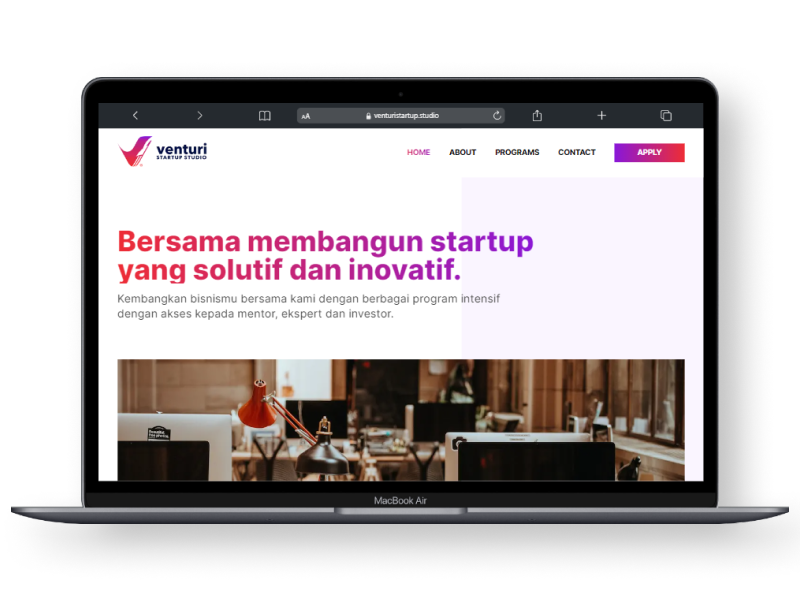 AA
venturistartup.studio
venturi
STARTUP STUDIO
HOME ABOUT PROGRAMS CONTACT APPLY
Bersama membangun startup
yang solutif dan inovatif.
Kembangkan bisnismu bersama kami dengan berbagai program intensif
dengan akses kepada mentor, ekspert dan investor.
MacBook Air